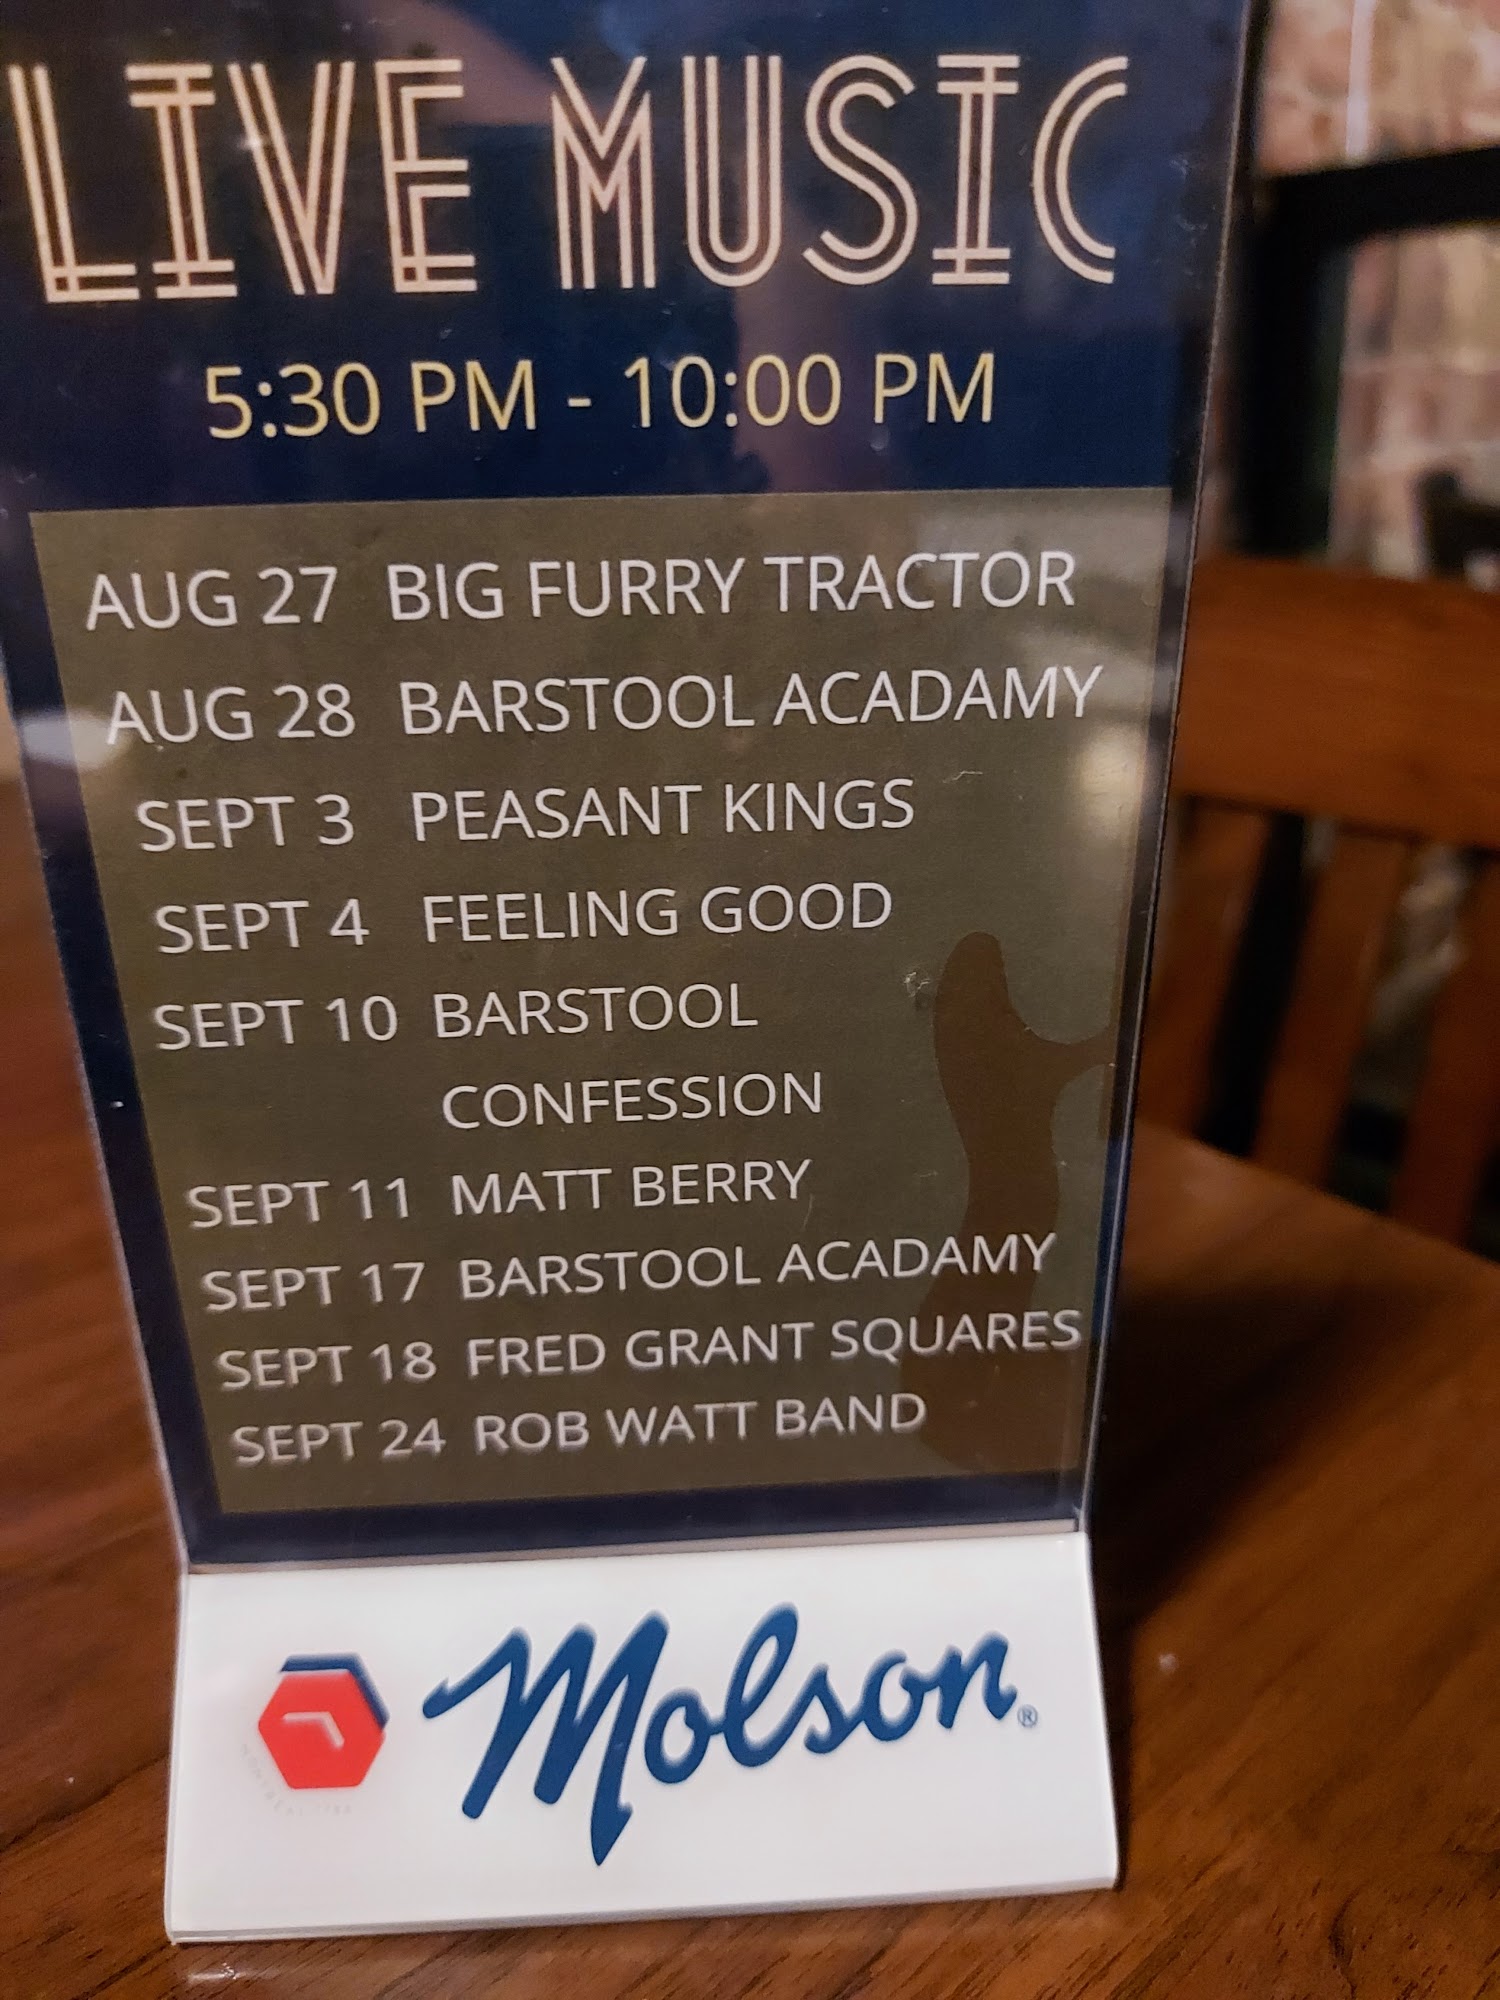 LIVE MUSIC
5:30 PM - 10:00 PM
AUG 27 BIG FURRY TRACTOR
AUG 28 BARSTOOL ACADAMY
SEPT 3 PEASANT KINGS
SEPT 4 FEELING GOOD
SEPT 10 BARSTOOL
CONFESSION
SEPT 11 MATT BERRY
SEPT 17 BARSTOOL ACADAMY
SEPT 18 FRED GRANT SQUARES
SEPT 24 ROB WATT BAND
Molson®